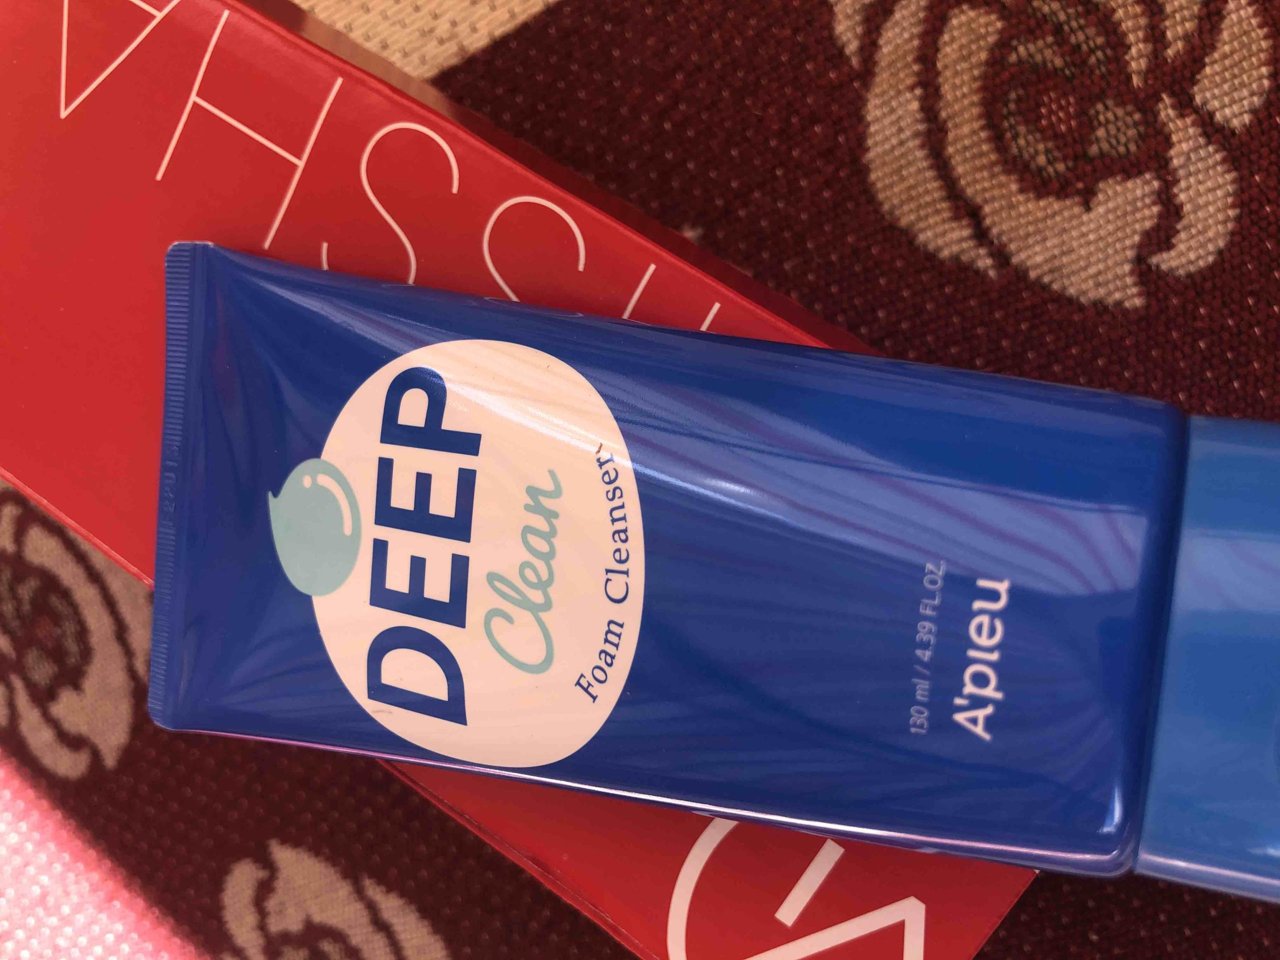 DEEP
Clean
Foam Cleanser
130 ml / 4.39 FL.OZ.
A'pieu